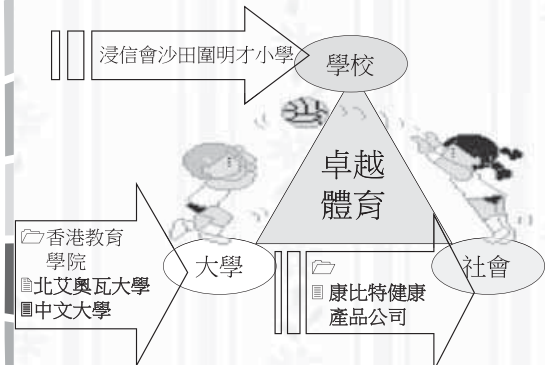 浸信會沙田圍明才小學
學校
卓越
體育
香港教育
學院
北艾奧瓦大學
中文大學
大學
康比特健康
產品公司
社會